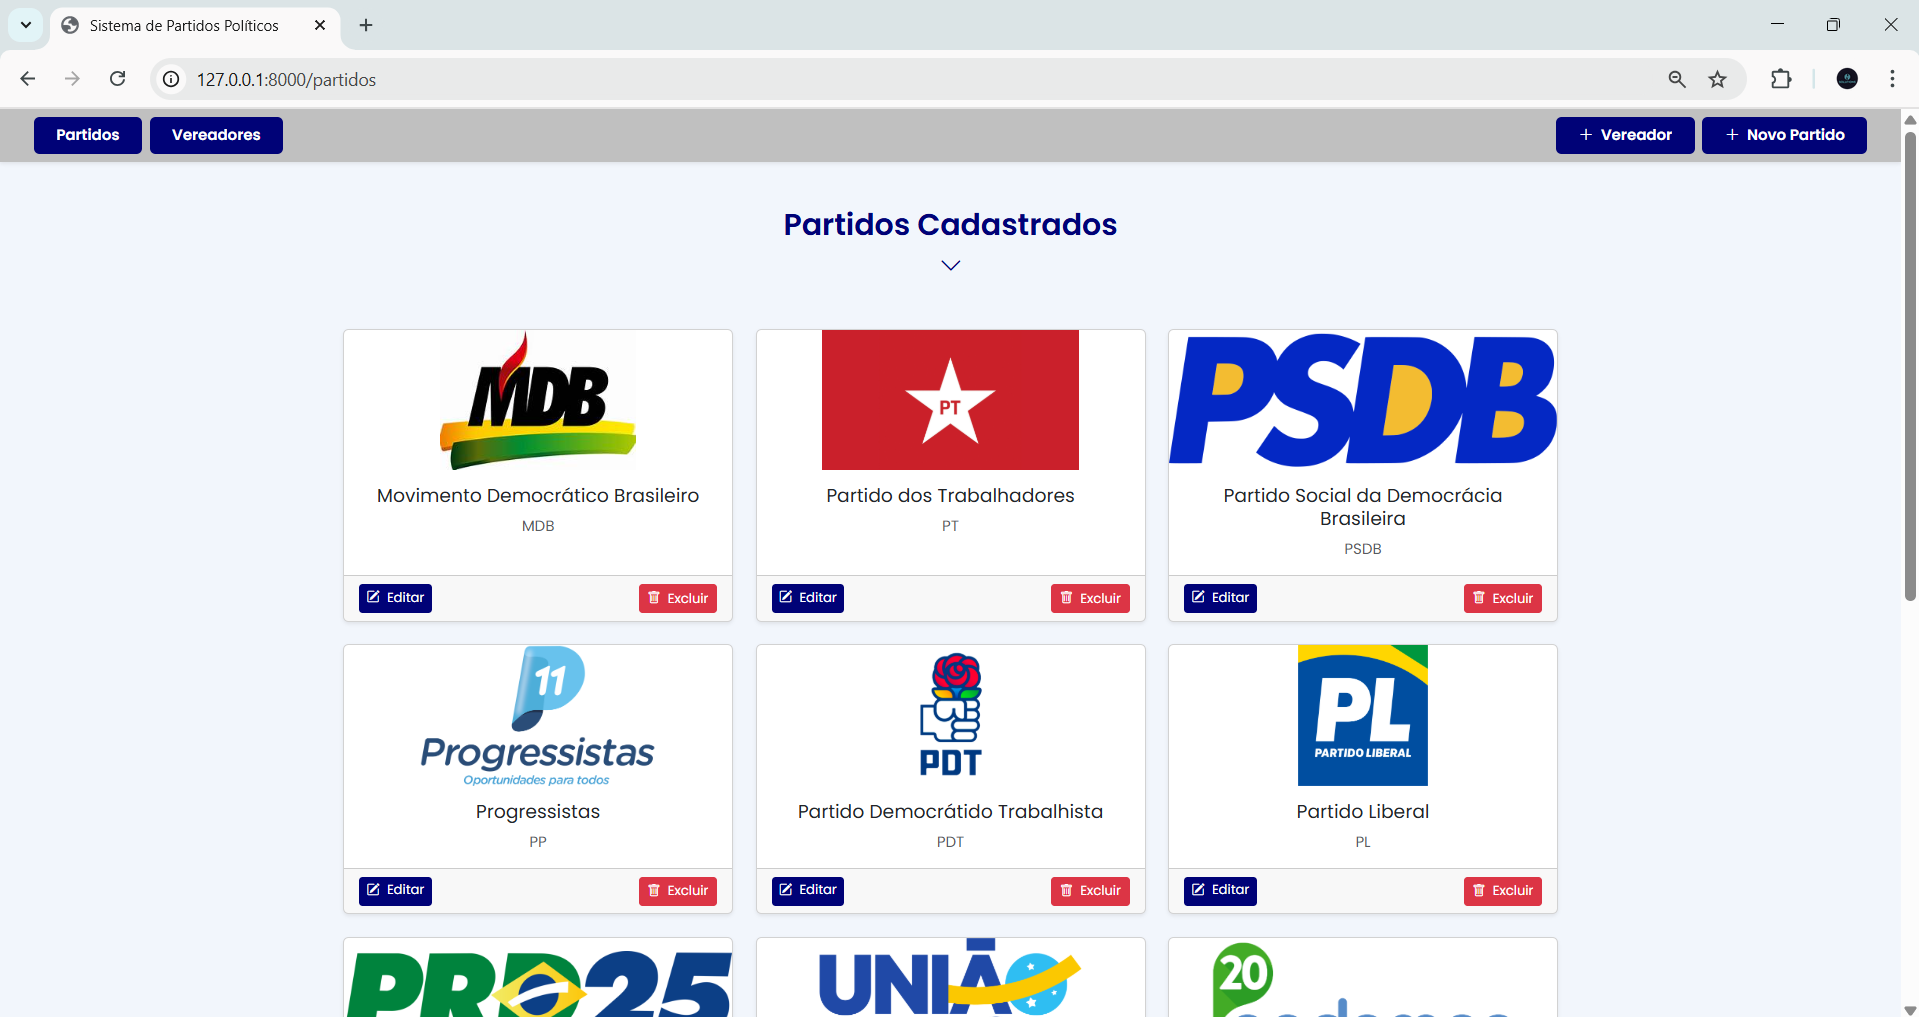 Sistema de Partidos Políticos
127.0.0.1:8000/partidos
Partidos
Vereadores
+ Vereador
+ Novo Partido
Partidos Cadastrados
MDB
PT
PSDB
Movimento Democrático Brasileiro
MDB
Partido dos Trabalhadores
PT
Partido Social da Democrácia
Brasileira
PSDB
Editar
Excluir
Editar
Excluir
Editar
Excluir
11
Progressistas
Oportunidades para todos
PDT
PL
PARTIDO LIBERAL
Progressistas
PP
Partido Democrátido Trabalhista
PDT
Partido Liberal
PL
Editar
Excluir
Editar
Excluir
Editar
Excluir
PRD25
UNIÃO
20